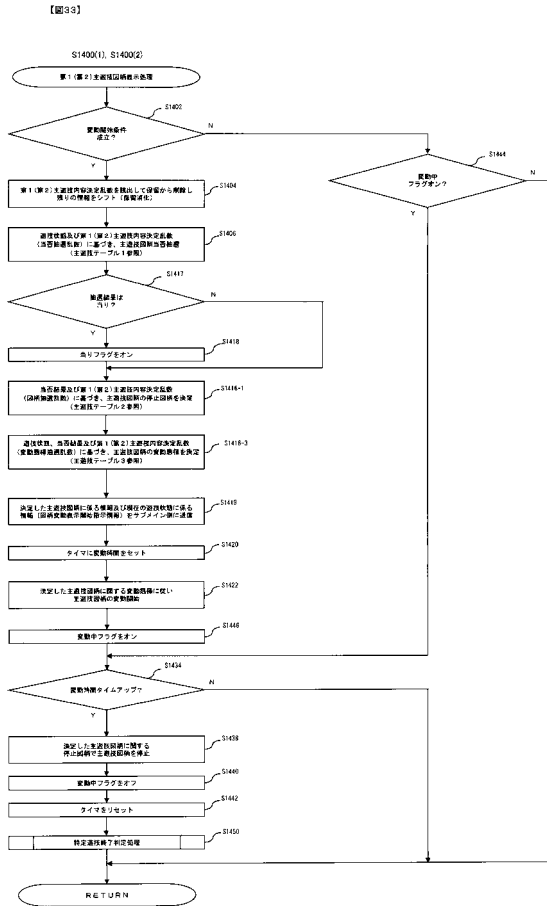 【図33】
S1400(1), S1400(2)
第1(第2)主遊技図柄表示処理
S1402
変動開始条件
成立?
N
Y
S1444
変動中
フラグオン?
N
Y
S1404
第1(第2)主遊技内容決定乱数を読出して保留から削除し
残りの情報をシフト(保留消化)
S1406
遊技状態及び第1(第2)主遊技内容決定乱数
(当否抽選乱数)に基づき、主遊技図柄当否抽選
(主遊技テーブル1参照)
S1417
抽選結果は
当り?
N
Y
S1418
当りフラグをオン
S1416-1
当否結果及び第1(第2)主遊技内容決定乱数
(図柄抽選乱数)に基づき、主遊技図柄の停止図柄を決定
(主遊技テーブル2参照)
S1416-3
遊技状態、当否結果及び第1(第2)主遊技内容決定乱数
(変動態様抽選乱数)に基づき、主遊技図柄の変動態様を決定
(主遊技テーブル3参照)
S1419
決定した主遊技図柄に係る情報及び現在の遊技状態に係る
情報(図柄変動表示開始指示情報)をサブメイン側に送信
S1420
タイマに変動時間をセット
S1422
決定した主遊技図柄に関する変動態様に従い
主遊技図柄の変動開始
S1446
変動中フラグをオン
S1434
変動時間タイムアップ?
N
Y
S1438
決定した主遊技図柄に関する
停止図柄で主遊技図柄を停止
S1440
変動中フラグをオフ
S1442
タイマをリセット
S1450
特定遊技終了判定処理
RETURN